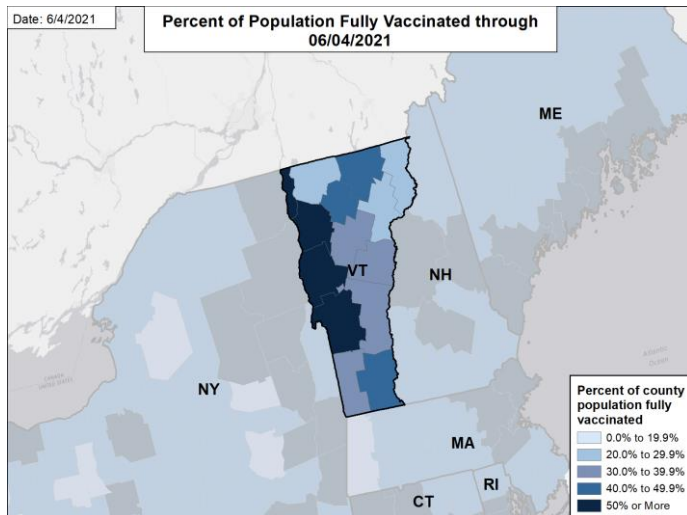 Date: 6/4/2021
Percent of Population Fully Vaccinated through
06/04/2021
ME
VT
NH
NY
MA
CT
RI
Percent of county
population fully
vaccinated
0.0% to 19.9%
20.0% to 29.9%
30.0% to 39.9%
40.0% to 49.9%
50% or More